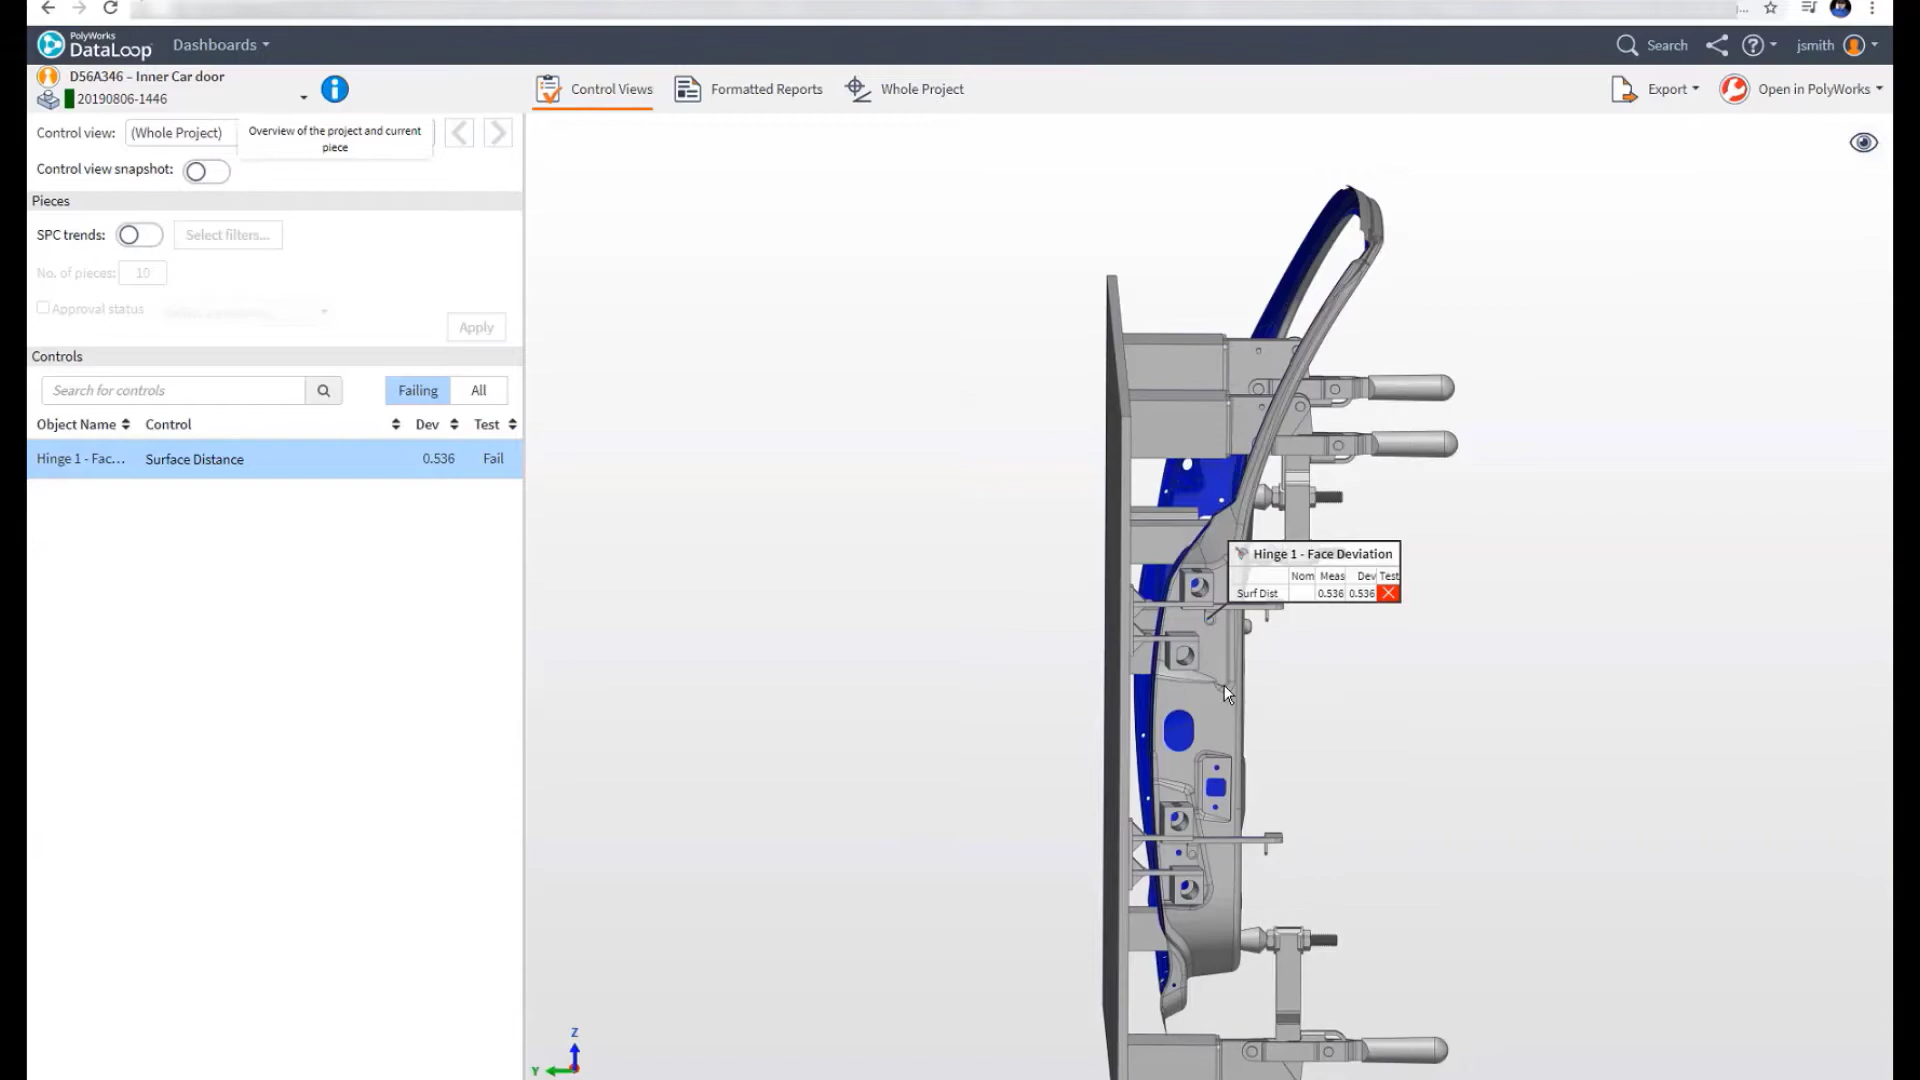 PolyWorks
DataLoop
Dashboards
Search
jsmith
D56A346 – Inner Car door
20190806-1446
Control Views
Formatted Reports
Whole Project
Export
Open in PolyWorks
Control view:
(Whole Project)
Overview of the project and current
piece
Control view snapshot:
Pieces
SPC trends:
Select filters...
No. of pieces:
10
Approval status
Apply
Controls
Search for controls
Failing
All
Object Name
Control
Dev
Test
Hinge 1 - Fac...
Surface Distance
0.536
Fail
Hinge 1 - Face Deviation
Nom Meas Dev Test
Surf Dist 0.536 0.536
Z
Y